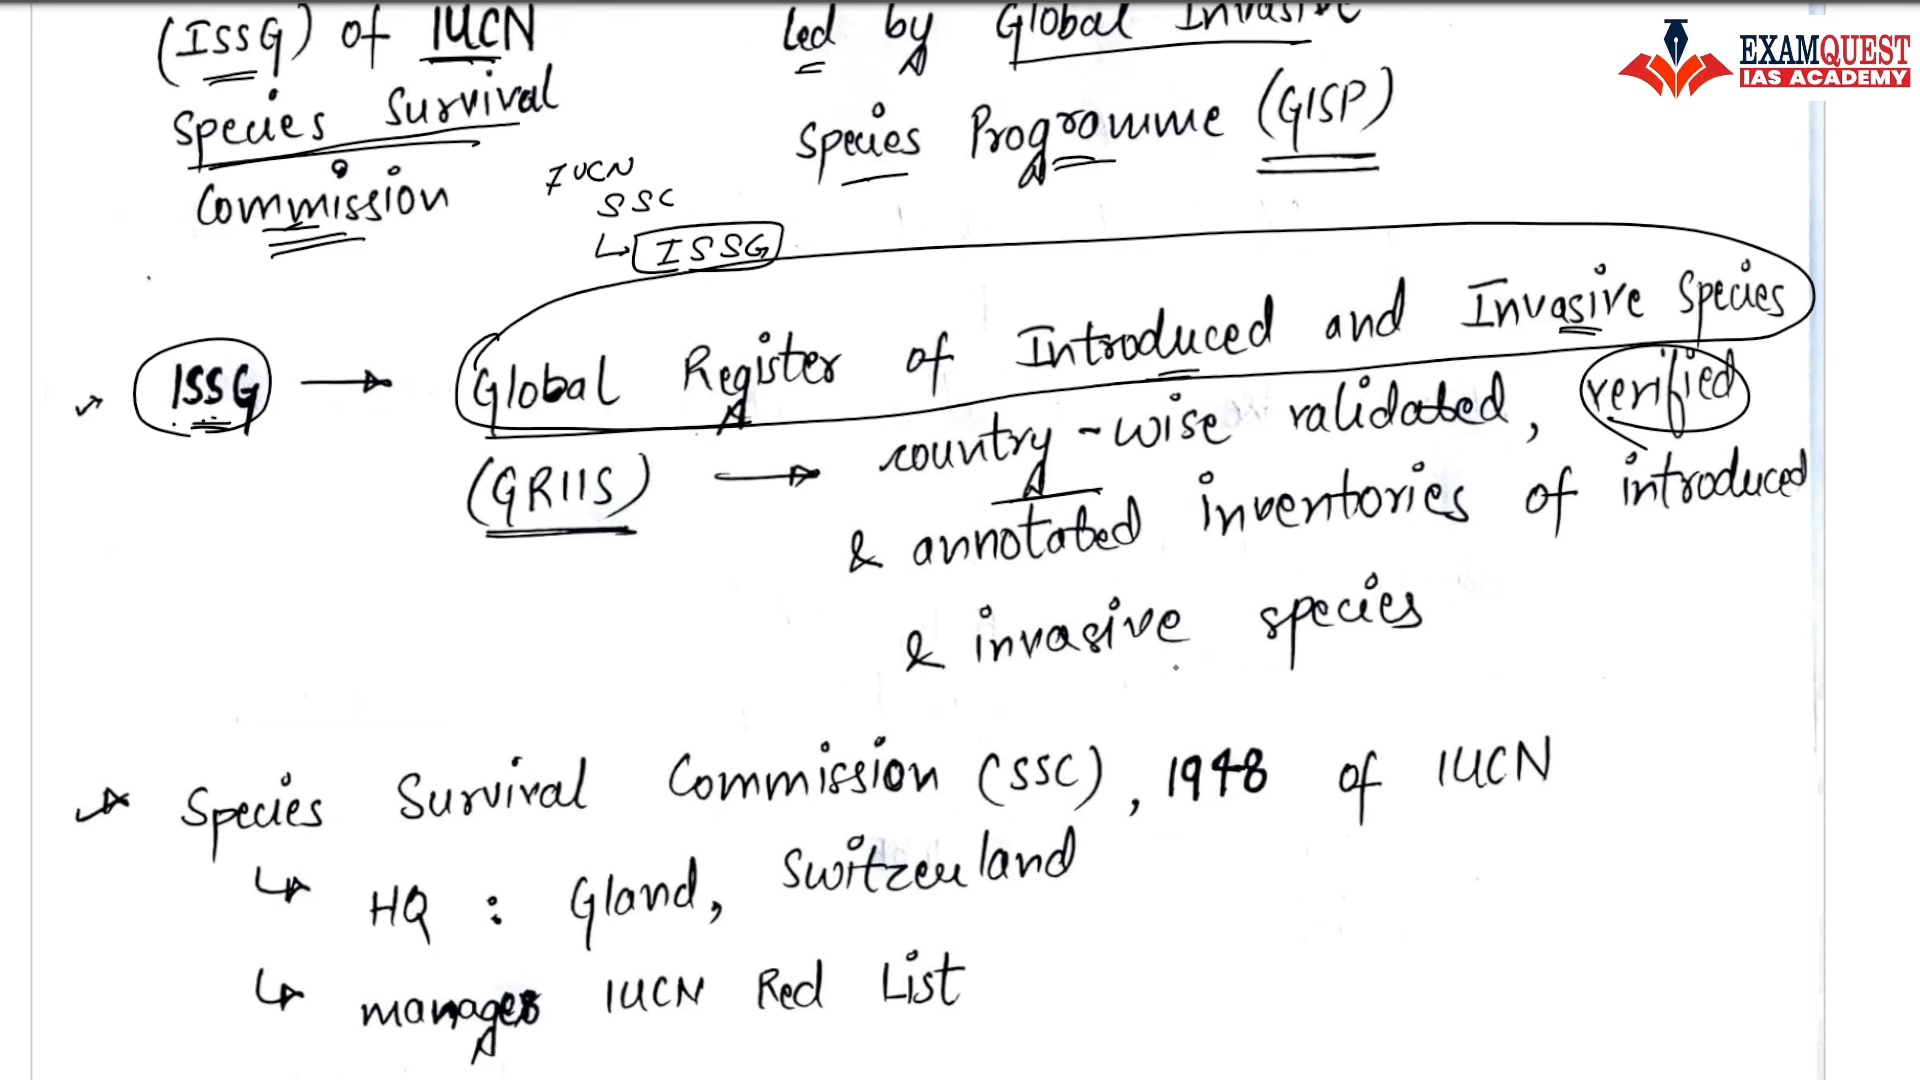 (ISSG) of IUCN
Species Survival
Commission
led by Global Invasive
Species Programme (GISP)
EXAMQUEST
IAS ACADEMY
IUCN
SSC
↳ ISSG
ISSG → Global Register of Introduced and Invasive Species
(GRIIS) → country-wise validated, verified
& annotated inventories of introduced
& invasive species
Species Survival Commission (SSC), 1948 of IUCN
↳ HQ : Gland, Switzerland
↳ manages IUCN Red List